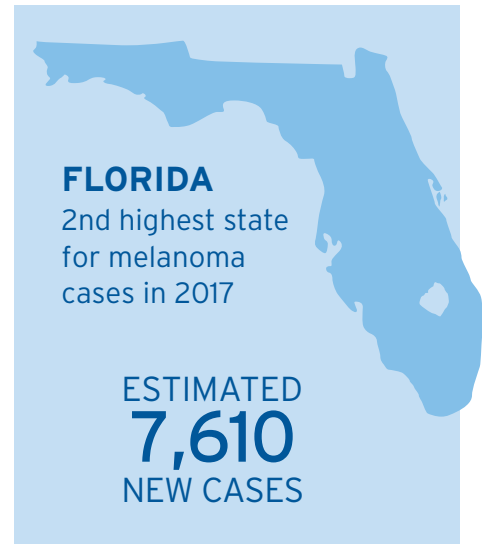 FLORIDA
2nd highest state
for melanoma
cases in 2017
ESTIMATED
7,610
NEW CASES